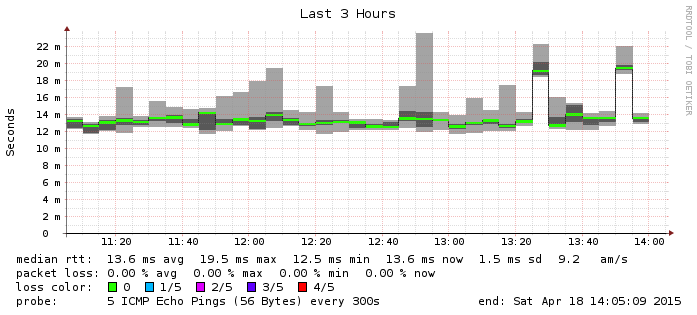 Last 3 Hours
RRDTOOL / TOBI OETIKER
Seconds
22 m
20 m
18 m
16 m
14 m
12 m
10 m
8 m
6 m
4 m
2 m
0
11:20 11:40 12:00 12:20 12:40 13:00 13:20 13:40 14:00
median rtt: 13.6 ms avg 19.5 ms max 12.5 ms min 13.6 ms now 1.5 ms sd 9.2 am/s
packet loss: 0.00 % avg 0.00 % max 0.00 % min 0.00 % now
loss color: 0 1/5 2/5 3/5 4/5
probe: 5 ICMP Echo Pings (56 Bytes) every 300s end: Sat Apr 18 14:05:09 2015